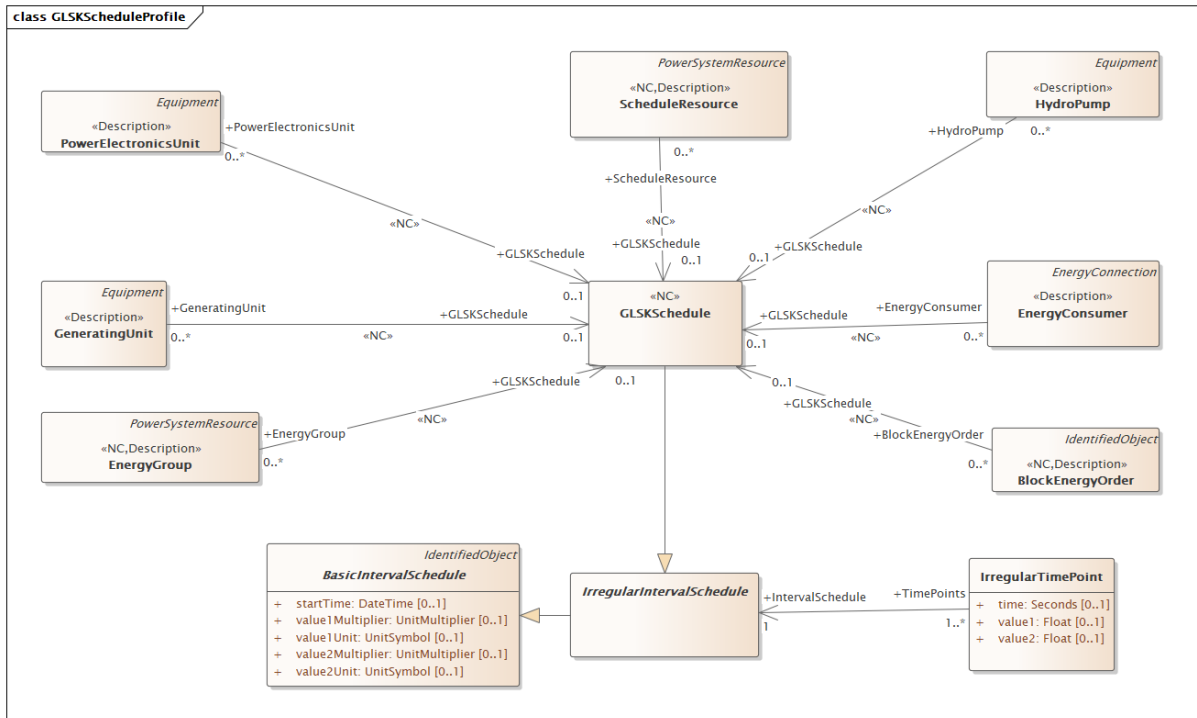 class GLSKScheduleProfile
PowerSystemResource
«NC,Description»
ScheduleResource
Equipment
«Description»
HydroPump
Equipment
«Description»
PowerElectronicsUnit
+PowerElectronicsUnit
0..*
+HydroPump
0..*
0..*
+ScheduleResource
«NC»
«NC»
«NC»
+GLSKSchedule
0..1
+GLSKSchedule
0..1
+GLSKSchedule
0..1
Equipment
«Description»
GeneratingUnit
+GeneratingUnit
0..*
«NC»
+GLSKSchedule
0..1
«NC»
GLSKSchedule
EnergyConnection
«Description»
EnergyConsumer
+EnergyConsumer
0..*
«NC»
+GLSKSchedule
0..1
PowerSystemResource
«NC,Description»
EnergyGroup
+EnergyGroup
0..*
«NC»
+GLSKSchedule
0..1
0..1
+GLSKSchedule
«NC»
+BlockEnergyOrder
0..*
IdentifiedObject
«NC,Description»
BlockEnergyOrder
IdentifiedObject
BasicIntervalSchedule
+ startTime: DateTime [0..1]
+ value1Multiplier: UnitMultiplier [0..1]
+ value1Unit: UnitSymbol [0..1]
+ value2Multiplier: UnitMultiplier [0..1]
+ value2Unit: UnitSymbol [0..1]
IrregularIntervalSchedule
+IntervalSchedule
1
+TimePoints
1..*
IrregularTimePoint
+ time: Seconds [0..1]
+ value1: Float [0..1]
+ value2: Float [0..1]